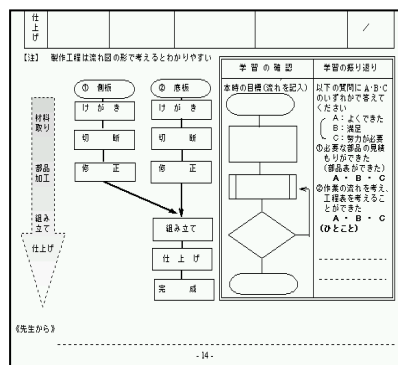 仕上げ
/
【注】 製作工程は流れ図の形で考えるとわかりやすい
材料取り
部品加工
組み立て
仕上げ
① 側板
けがき
切断
修正
② 底板
けがき
切断
修正
組み立て
仕上げ
完成
学習の確認
本時の目標(流れを記入)
学習の振り返り
以下の質問にA・B・C
のいずれかで答えて
ください
A：よくできた
B：満足
C：努力が必要
①必要な部品の見積
もりができた
(部品表ができた)
A ・ B ・ C
②作業の流れを考え、
工程表を考えるこ
とができた
A ・ B ・ C
(ひとこと)
《先生から》
- 14 -